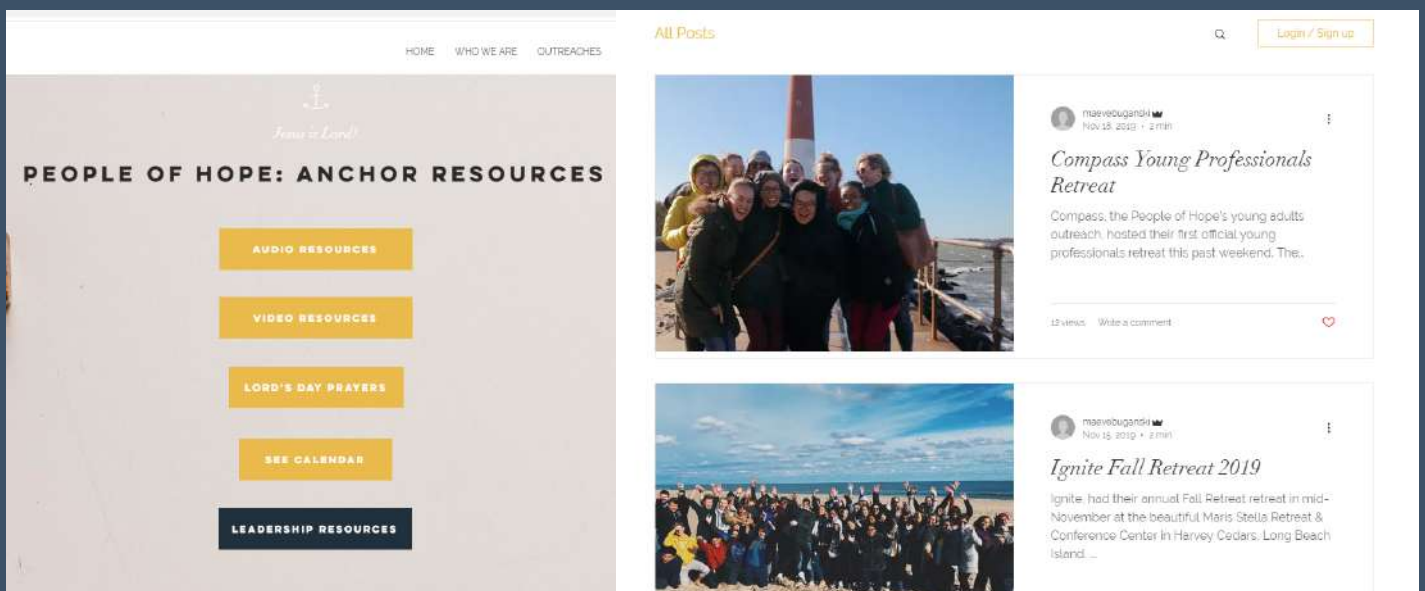 HOME WHO WE ARE OUTREACHES
Jesus is Lord!
PEOPLE OF HOPE: ANCHOR RESOURCES
AUDIO RESOURCES
VIDEO RESOURCES
LORD'S DAY PRAYERS
SEE CALENDAR
LEADERSHIP RESOURCES
All Posts
Login / Sign up
maevebuganski
Nov 18, 2019 • 2 min
Compass Young Professionals
Retreat
Compass, the People of Hope's young adults
outreach, hosted their first official young
professionals retreat this past weekend. The...
12 views Write a comment
maevebuganski
Nov 15, 2019 • 2 min
Ignite Fall Retreat 2019
Ignite, had their annual Fall Retreat retreat in mid-
November at the beautiful Maris Stella Retreat &
Conference Center in Harvey Cedars, Long Beach
Island. ...